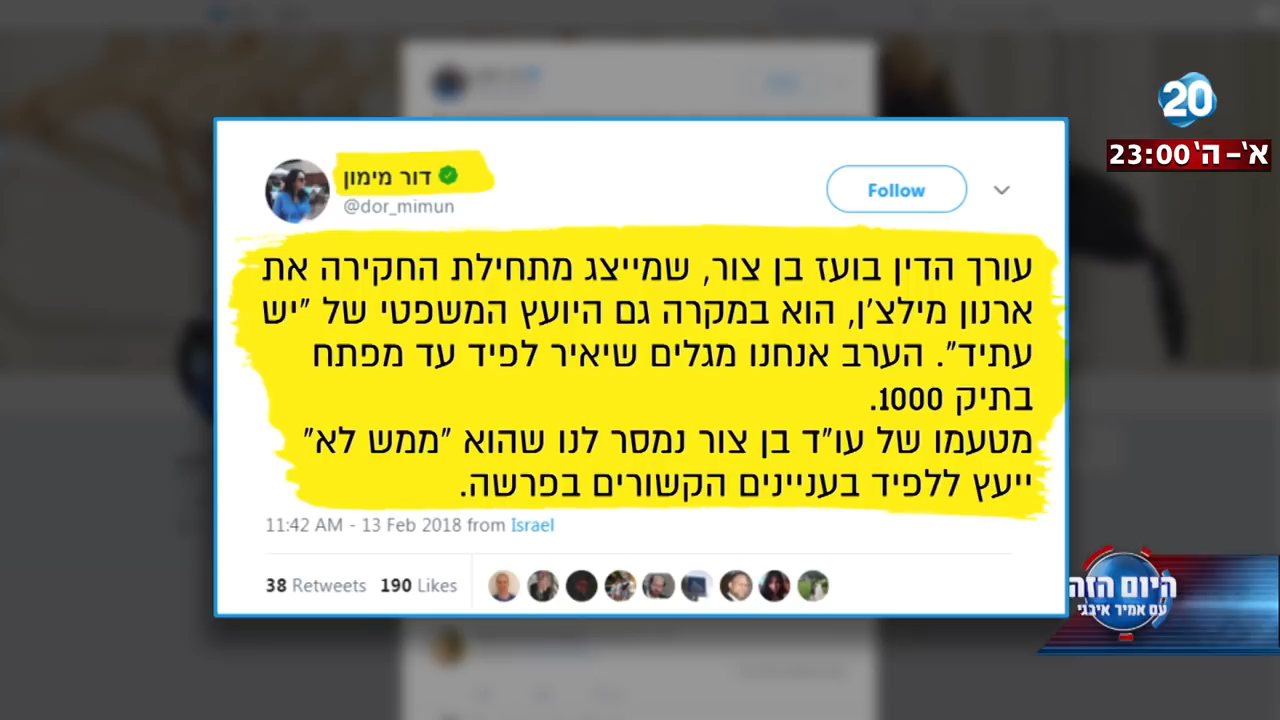 20
א'-ה' 23:00
דור מימון
@dor_mimun
Follow
עורך הדין בועז בן צור, שמייצג מתחילת החקירה את
ארנון מילצ'ן, הוא במקרה גם היועץ המשפטי של "יש
עתיד". הערב אנחנו מגלים שיאיר לפיד עד מפתח
בתיק 1000.
מטעמו של עו"ד בן צור נמסר לנו שהוא "ממש לא"
ייעץ ללפיד בעניינים הקשורים בפרשה.
11:42 AM - 13 Feb 2018 from Israel
38 Retweets 190 Likes
היום הזה
עם אמיר איבגי